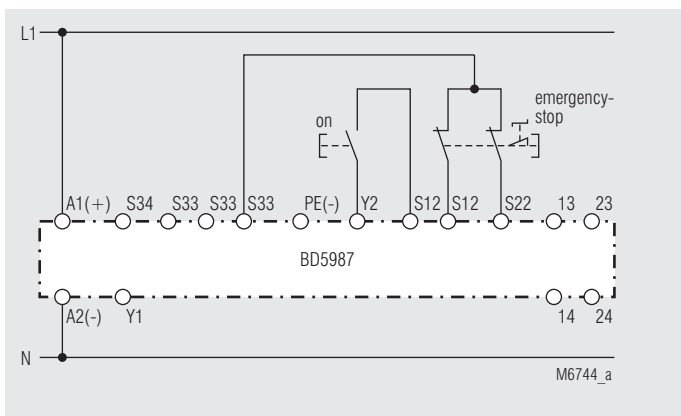 L1
emergency-
stop
on
A1(+) S34 S33 S33 S33 PE(-) Y2 S12 S12 S22 13 23
BD5987
A2(-) Y1 14 24
N
M6744_a